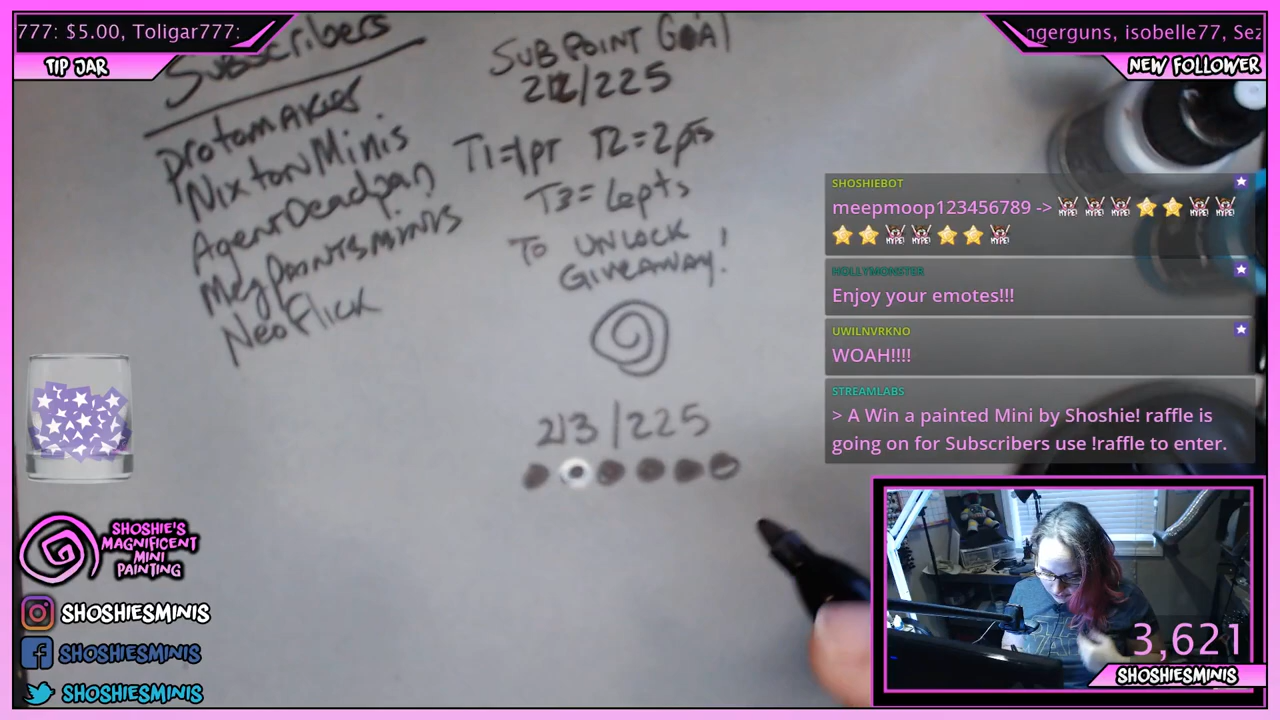 777: $5.00, Toligar777:
TIP JAR
ngerguns, isobelle77, Sez
NEW FOLLOWER
SUBSCRIBERS
protomakes
NixtonMinis
AgentDeadpan
MegPAINTSMINIS
NeoFlick
SUB POINT GOAL
212/225
T1=1pt T2=2pts
T3=6pts
TO UNLOCK
GIVEAWAY!
213/225
SHOSHIEBOT
meepmoop123456789 ->
HOLLYMONSTER
Enjoy your emotes!!!
UWILNVRKNO
WOAH!!!!
STREAMLABS
> A Win a painted Mini by Shoshie! raffle is
going on for Subscribers use !raffle to enter.
SHOSHIE'S
MAGNIFICENT
MINI
PAINTING
SHOSHIESMINIS
SHOSHIESMINIS
SHOSHIESMINIS
3,621
SHOSHIESMINIS